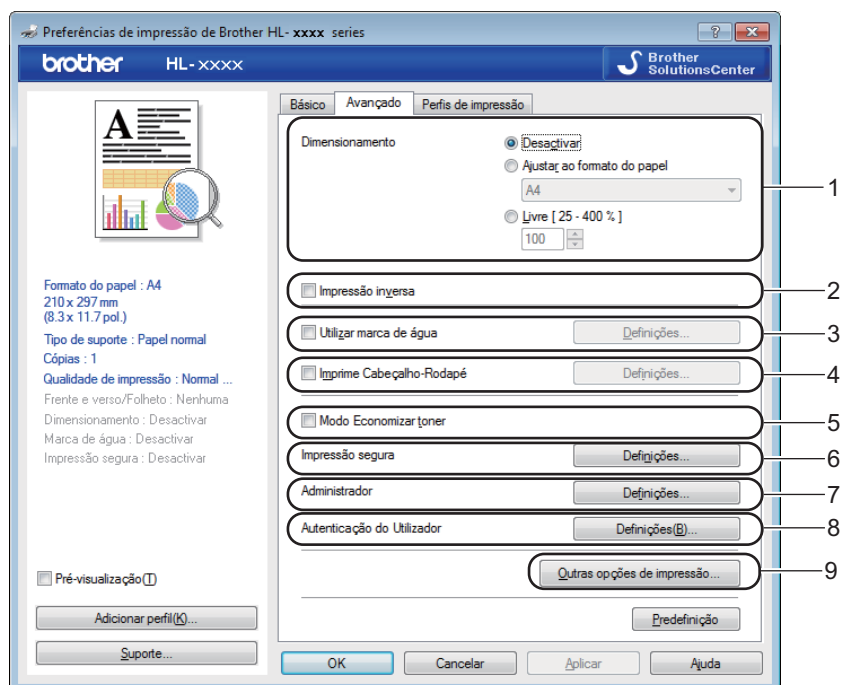 Preferências de impressão de Brother HL- xxxx series
brother HL-xxxx
Brother
SolutionsCenter
Básico Avançado Perfis de impressão
A
Dimensionamento
Desactivar
Ajustar ao formato do papel
A4
Livre [ 25 - 400 % ]
100
1
Impressão inversa
2
Utilizar marca de água Definições...
3
Imprime Cabeçalho-Rodapé Definições...
4
Modo Economizar toner
5
Impressão segura Definições...
6
Administrador Definições...
7
Autenticação do Utilizador Definições(B)...
8
Outras opções de impressão...
9
Predefinição
Formato do papel : A4
210 x 297 mm
(8.3 x 11.7 pol.)
Tipo de suporte : Papel normal
Cópias : 1
Qualidade de impressão : Normal ...
Frente e verso/Folheto : Nenhuma
Dimensionamento : Desactivar
Marca de água : Desactivar
Impressão segura : Desactivar
Pré-visualização(T)
Adicionar perfil(K)...
Suporte...
OK Cancelar Aplicar Ajuda